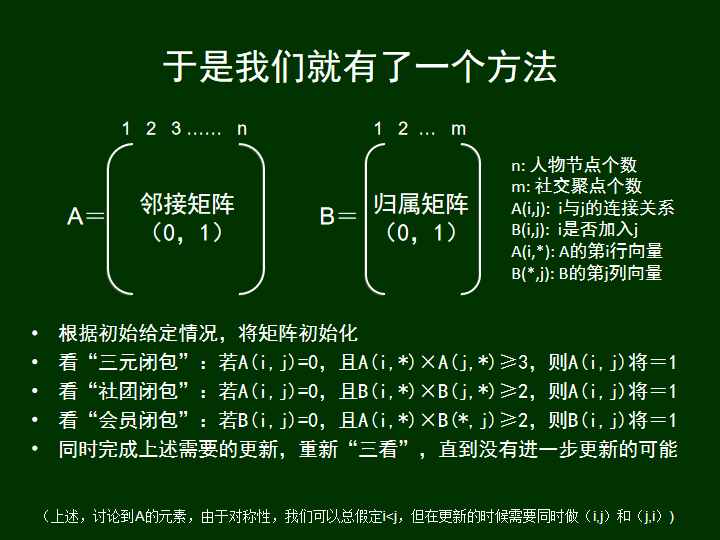 于是我们就有了一个方法
1 2 3 …… n
1 2 … m
A＝
邻接矩阵
（0，1）
B＝
归属矩阵
（0，1）
n: 人物节点个数
m: 社交聚点个数
A(i,j): i与j的连接关系
B(i,j): i是否加入j
A(i,*): A的第i行向量
B(*,j): B的第j列向量
• 根据初始给定情况，将矩阵初始化
• 看“三元闭包”：若A(i,j)=0，且A(i,*)×A(j,*)≥3，则A(i,j)将＝1
• 看“社团闭包”：若A(i,j)=0，且B(i,*)×B(j,*)≥2，则A(i,j)将＝1
• 看“会员闭包”：若B(i,j)=0，且A(i,*)×B(*,j)≥2，则B(i,j)将＝1
• 同时完成上述需要的更新，重新“三看”，直到没有进一步更新的可能
（上述，讨论到A的元素，由于对称性，我们可以总假定i<j，但在更新的时候需要同时做（i,j）和（j,i））